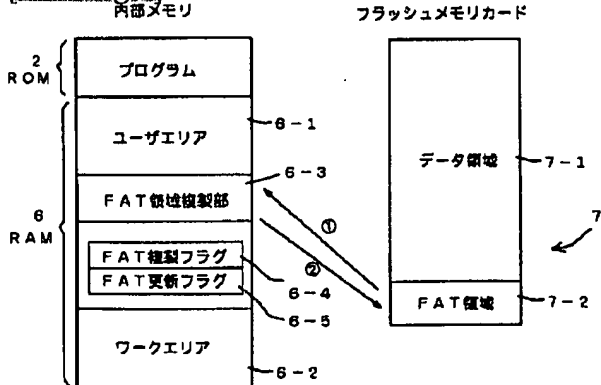 内部メモリ
フラッシュメモリカード
2
ROM
プログラム
ユーザエリア
6-1
6-3
FAT領域複製部
6
RAM
FAT複製フラグ
FAT更新フラグ
6-4
6-5
ワークエリア
6-2
①
②
データ領域
7-1
7
FAT領域
7-2